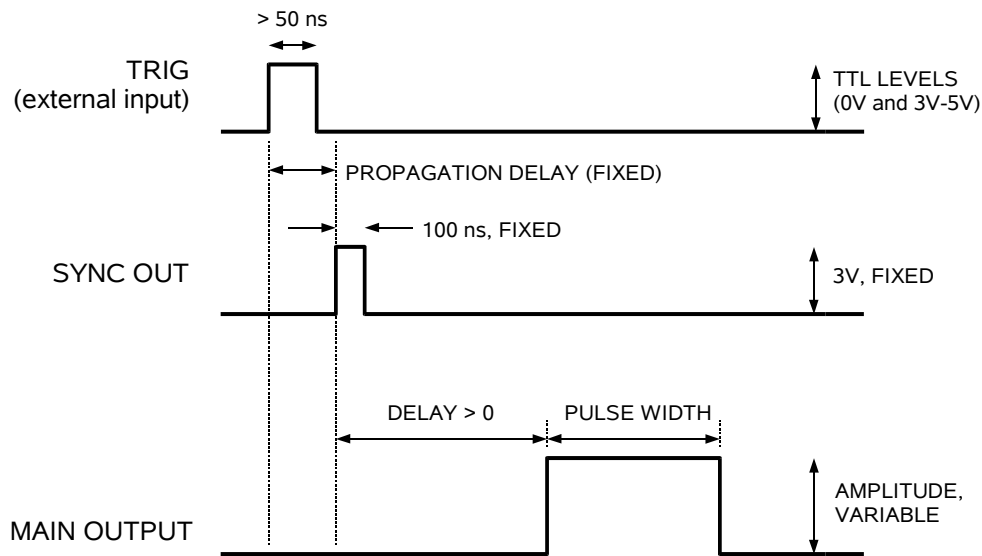 > 50 ns
TRIG
(external input)
TTL LEVELS
(0V and 3V-5V)
PROPAGATION DELAY (FIXED)
100 ns, FIXED
SYNC OUT
3V, FIXED
DELAY > 0
PULSE WIDTH
AMPLITUDE,
VARIABLE
MAIN OUTPUT